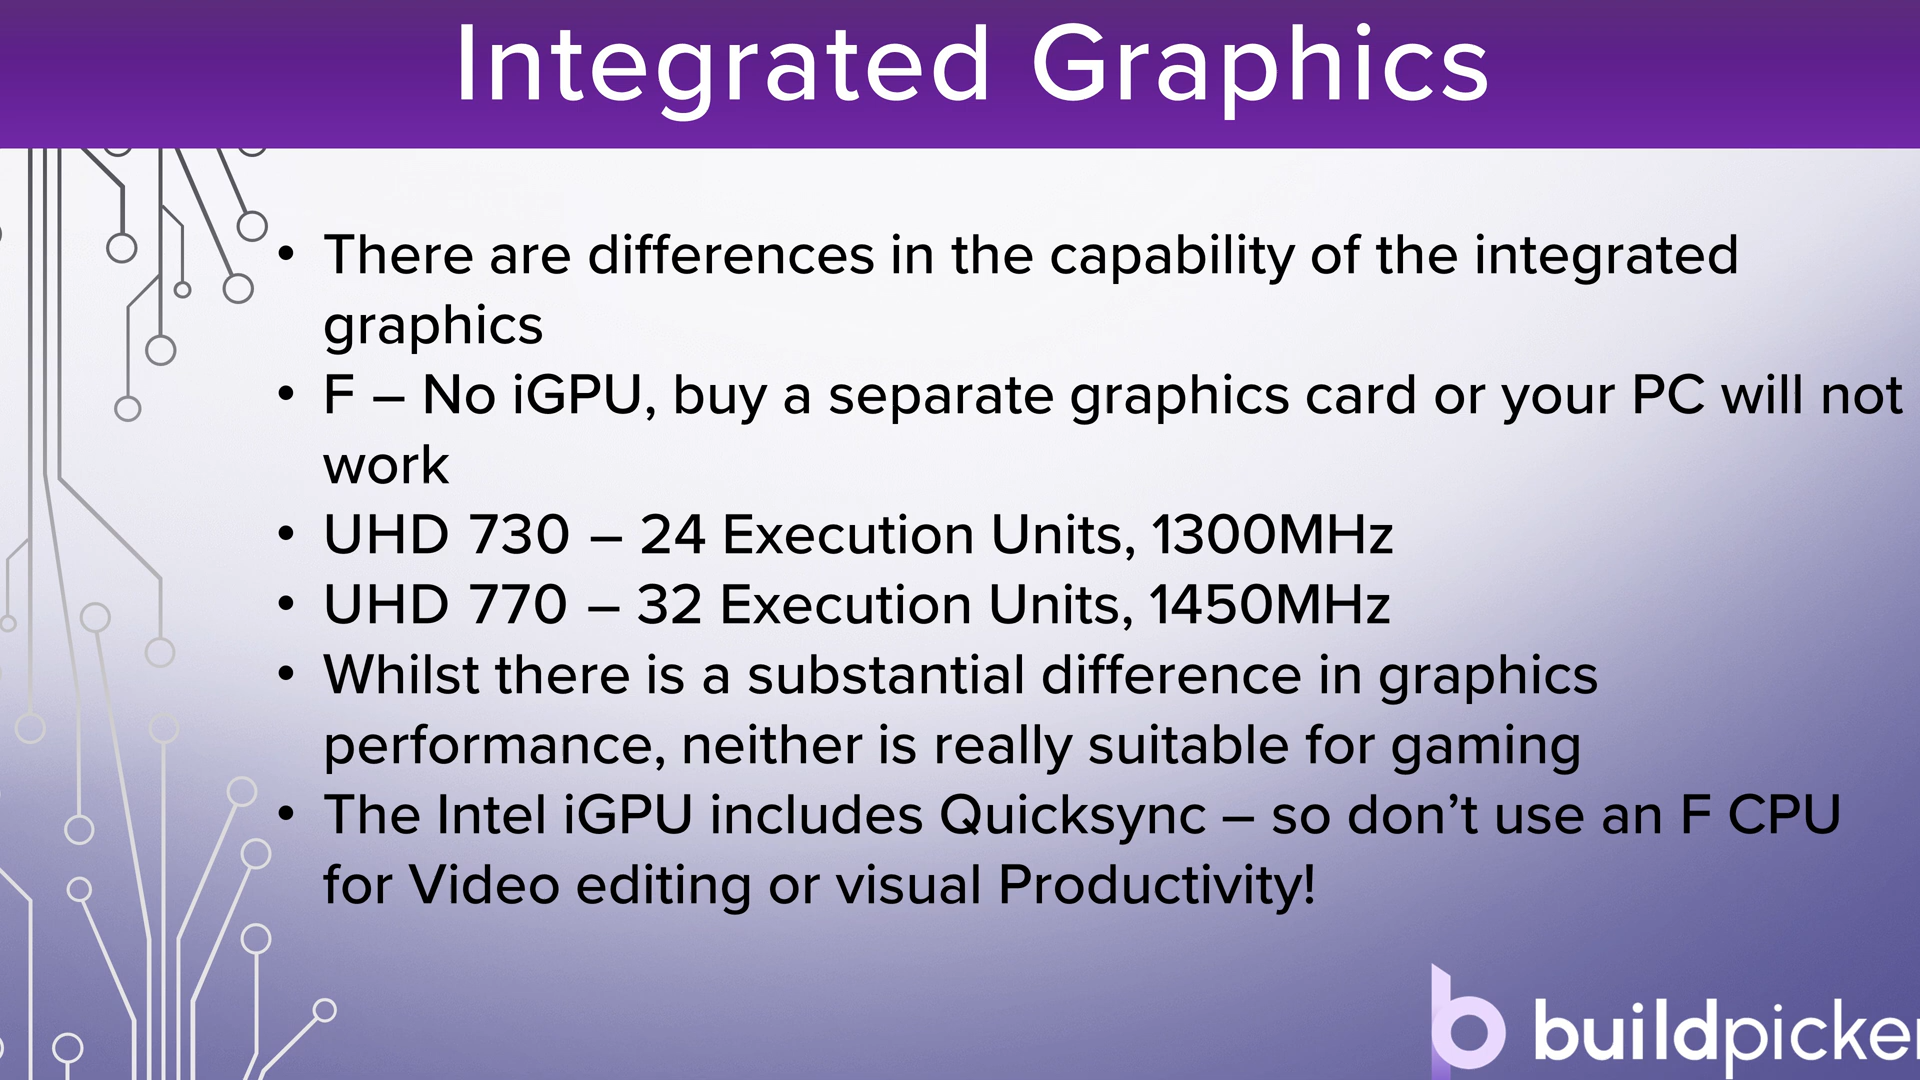 Integrated Graphics
• There are differences in the capability of the integrated
graphics
• F – No iGPU, buy a separate graphics card or your PC will not
work
• UHD 730 – 24 Execution Units, 1300MHz
• UHD 770 – 32 Execution Units, 1450MHz
• Whilst there is a substantial difference in graphics
performance, neither is really suitable for gaming
• The Intel iGPU includes Quicksync – so don’t use an F CPU
for Video editing or visual Productivity!
buildpicker